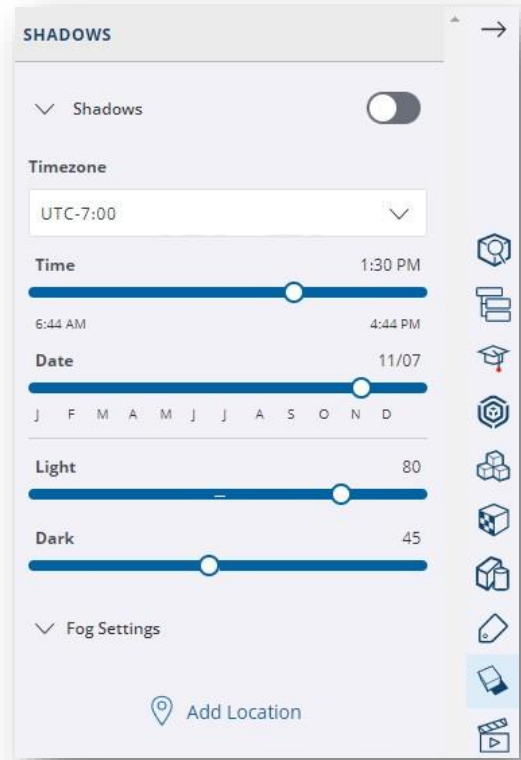 SHADOWS
Shadows
Timezone
UTC-7:00
Time 1:30 PM
6:44 AM 4:44 PM
Date 11/07
J F M A M J J A S O N D
Light 80
Dark 45
Fog Settings
Add Location